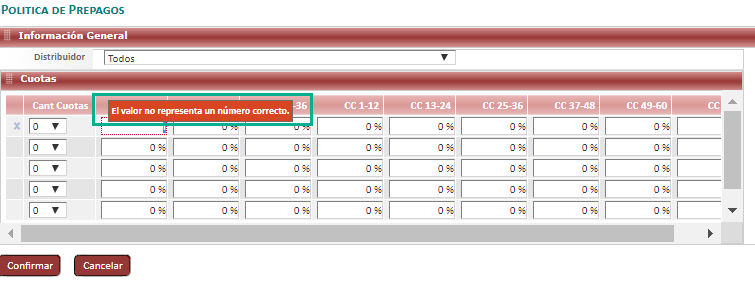 POLITICA DE PREPAGOS
Información General
Distribuidor Todos
Cuotas
Cant Cuotas El valor no representa un número correcto. -36 CC 1-12 CC 13-24 CC 25-36 CC 37-48 CC 49-60 CC
x 0 0 % 0 % 0 % 0 % 0 % 0 % 0 %
0 0 % 0 % 0 % 0 % 0 % 0 % 0 % 0 %
0 0 % 0 % 0 % 0 % 0 % 0 % 0 % 0 %
0 0 % 0 % 0 % 0 % 0 % 0 % 0 % 0 %
0 0 % 0 % 0 % 0 % 0 % 0 % 0 % 0 %
Confirmar Cancelar